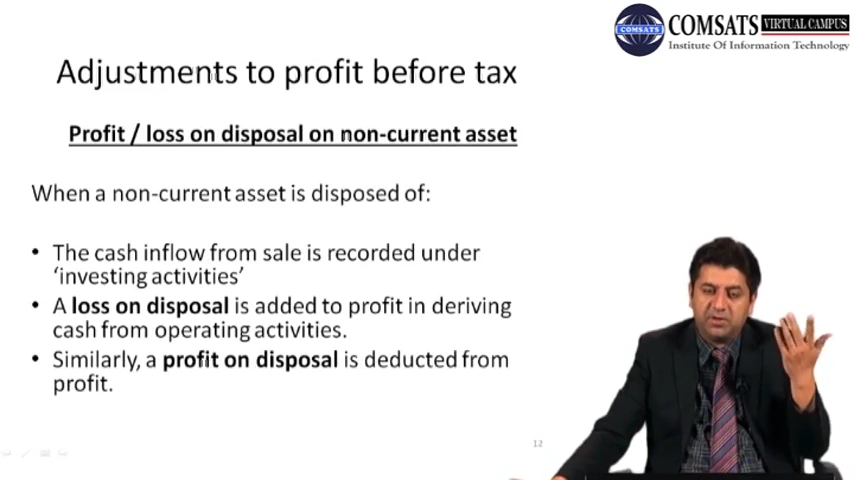 COMSATS
COMSATS VIRTUAL CAMPUS
Institute Of Information Technology
Adjustments to profit before tax
Profit / loss on disposal on non-current asset
When a non-current asset is disposed of:
• The cash inflow from sale is recorded under
‘investing activities’
• A loss on disposal is added to profit in deriving
cash from operating activities.
• Similarly, a profit on disposal is deducted from
profit.
12